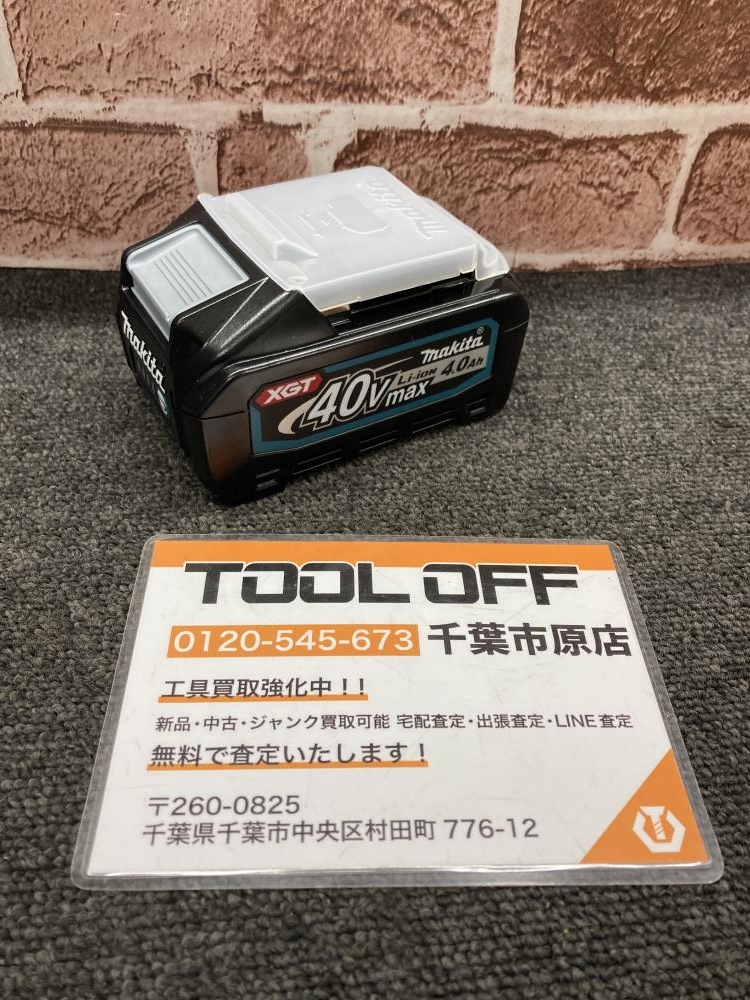 makita
makita
XGT
makita®
40Vmax
Li-ion 4.0Ah
TOOL OFF
0120-545-673 千葉市原店
工具買取強化中！！
新品・中古・ジャンク買取可能 宅配査定・出張査定・LINE査定
無料で査定いたします！
〒260-0825
千葉県千葉市中央区村田町 776-12